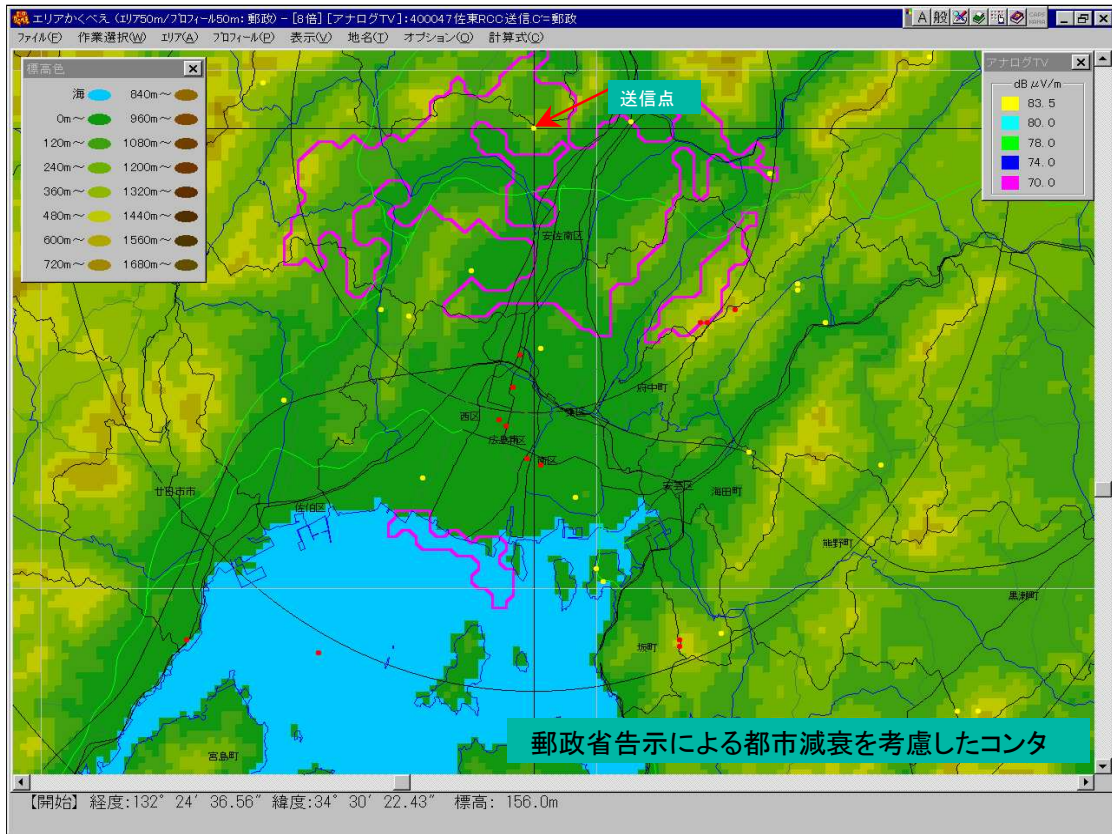 エリアかくべえ (エリア50m/プロフィール50m: 郵政) - [8倍] [アナログTV]:400047佐東RCC送信.C'=郵政
A 般
CAPS
KANA
ファイル(F) 作業選択(W) エリア(A) プロフィール(P) 表示(V) 地名(T) オプション(O) 計算式(C)
標高色
海 840m～
0m～ 960m～
120m～ 1080m～
240m～ 1200m～
360m～ 1320m～
480m～ 1440m～
600m～ 1560m～
720m～ 1680m～
送信点
アナログTV
dBμV/m
83. 5
80. 0
78. 0
74. 0
70. 0
安佐南区
府中町
西区
南区
廿日市市
佐伯区
安芸区
海田町
熊野町
黒瀬町
坂町
宮島町
郵政省告示による都市減衰を考慮したコンタ
【開始】 経度:132° 24′ 36.56″ 緯度:34° 30′ 22.43″ 標高: 156.0m